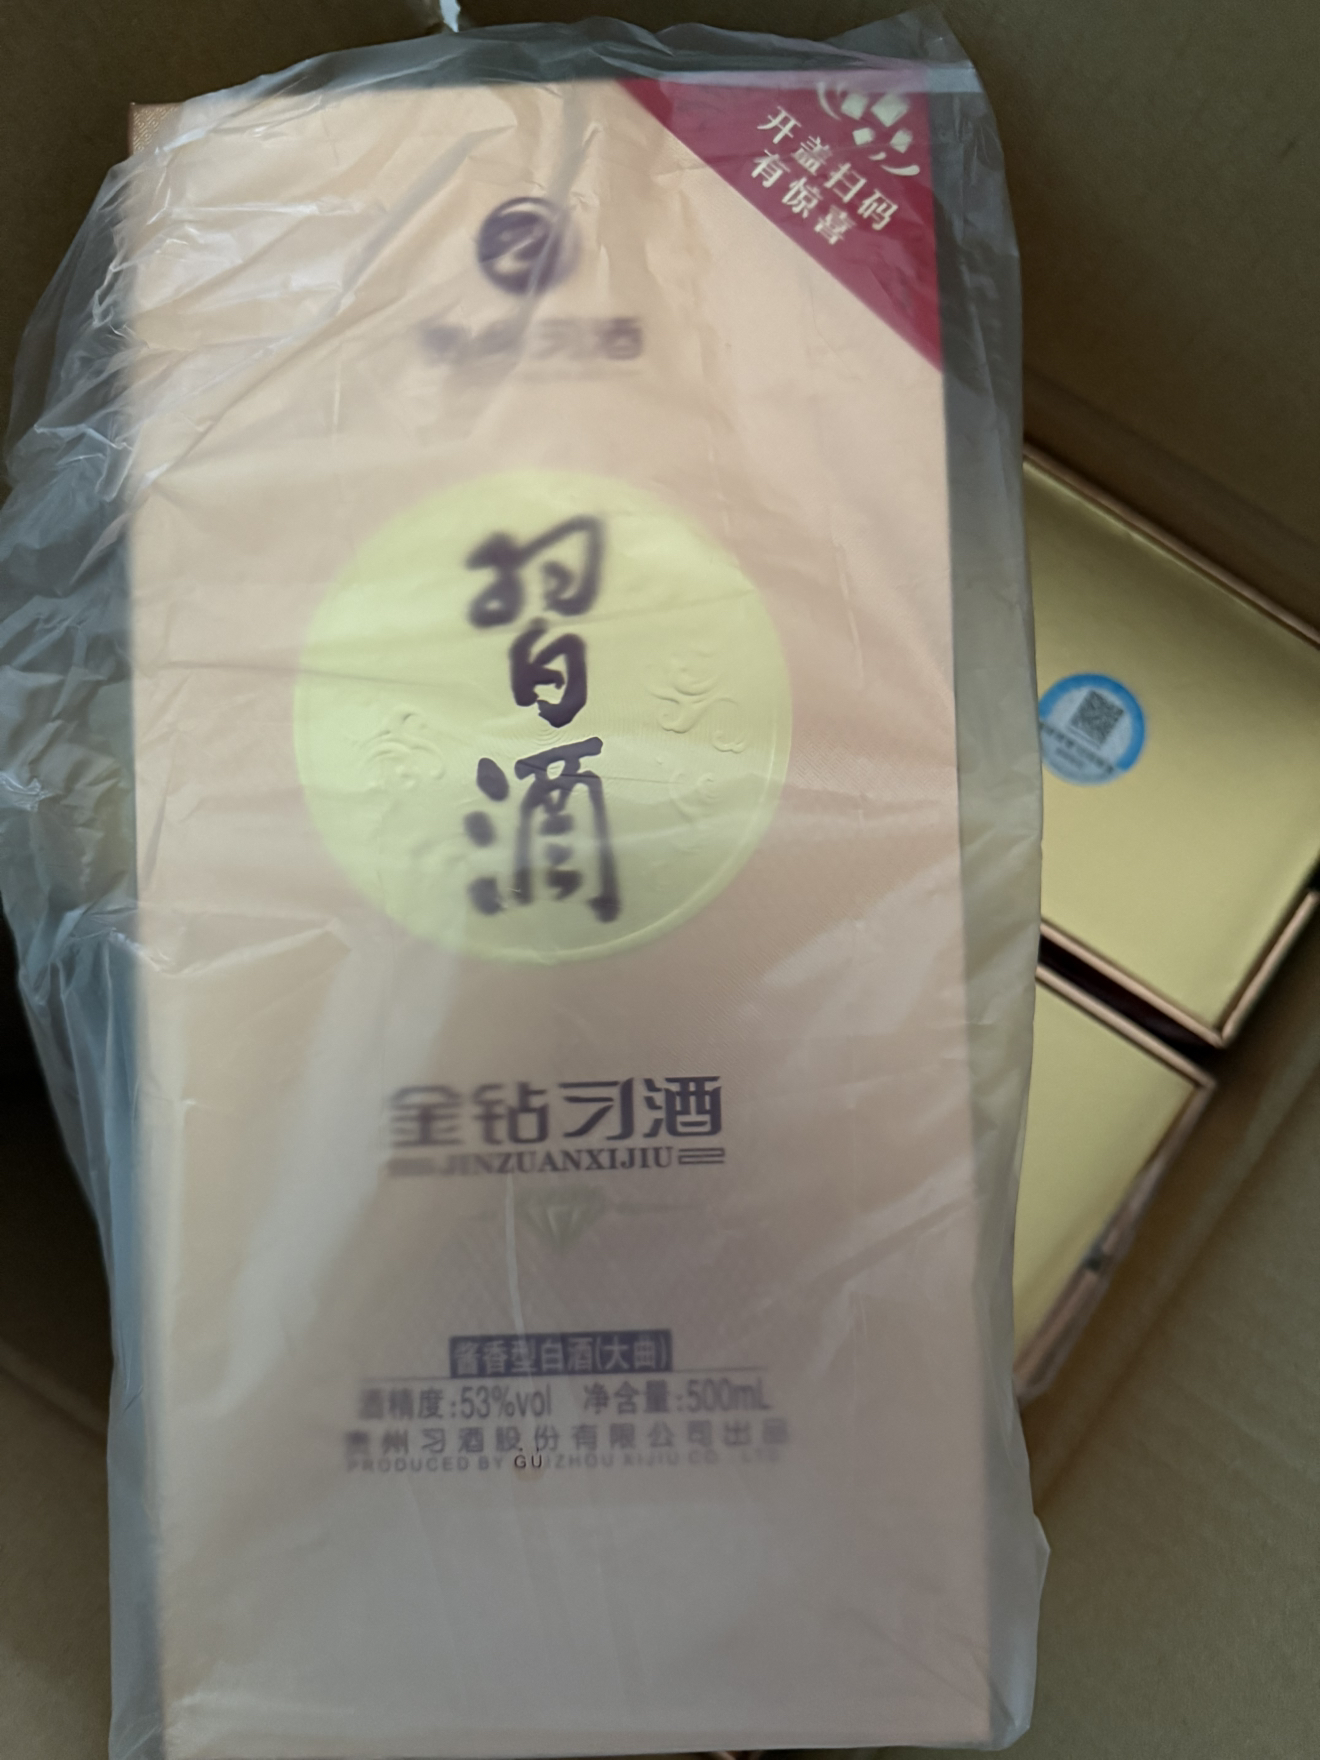 开盖扫码
有惊喜
习酒
習酒
金钻习酒
JINZUANXIJIU
酱香型白酒(大曲)
酒精度:53%vol 净含量:500mL
贵州习酒股份有限公司出品
PRODUCED BY GUIZHOU XIJIU CO., LTD